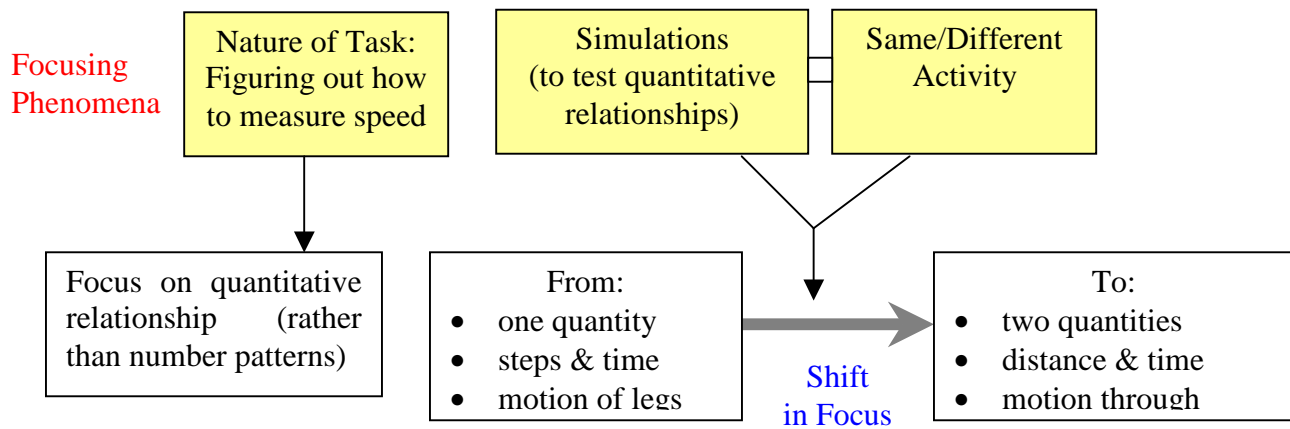 Focusing
Phenomena
Nature of Task:
Figuring out how
to measure speed
Simulations
(to test quantitative
relationships)
Same/Different
Activity
Focus on quantitative
relationship (rather
than number patterns)
From:
• one quantity
• steps & time
• motion of legs
Shift
in Focus
To:
• two quantities
• distance & time
• motion through